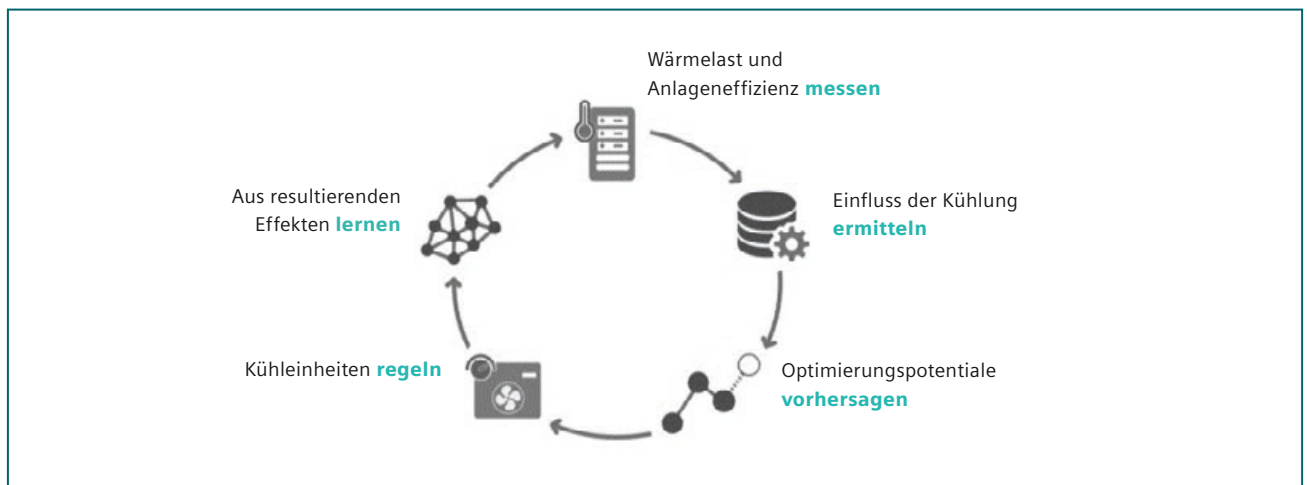 Wärmelast und
Anlageneffizienz messen
Einfluss der Kühlung
ermitteln
Optimierungspotentiale
vorhersagen
Kühleinheiten regeln
Aus resultierenden
Effekten lernen